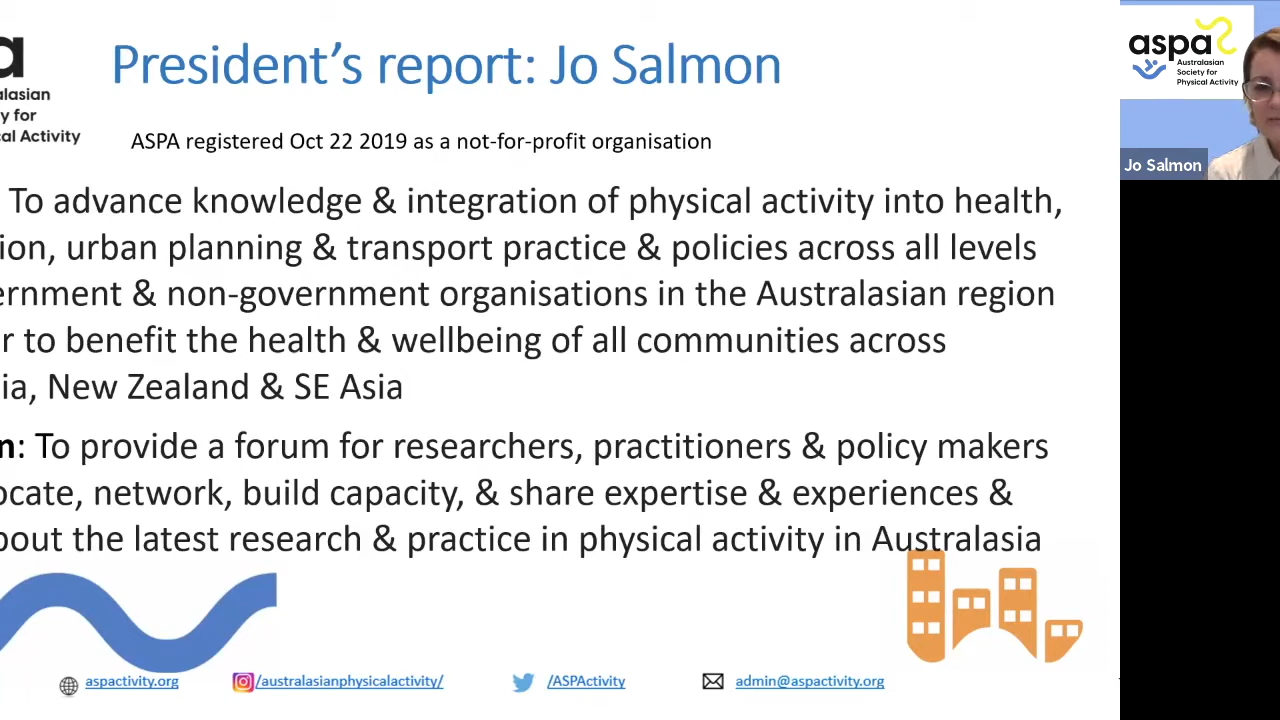 President's report: Jo Salmon
a
alasian
y for
cal Activity
ASPA registered Oct 22 2019 as a not-for-profit organisation
To advance knowledge & integration of physical activity into health,
ion, urban planning & transport practice & policies across all levels
ernment & non-government organisations in the Australasian region
r to benefit the health & wellbeing of all communities across
ia, New Zealand & SE Asia
n: To provide a forum for researchers, practitioners & policy makers
ocate, network, build capacity, & share expertise & experiences &
bout the latest research & practice in physical activity in Australasia
aspactivity.org
/australasianphysicalactivity/
/ASPActivity
admin@aspactivity.org
aspa
Australasian
Society for
Physical Activity
Jo Salmon